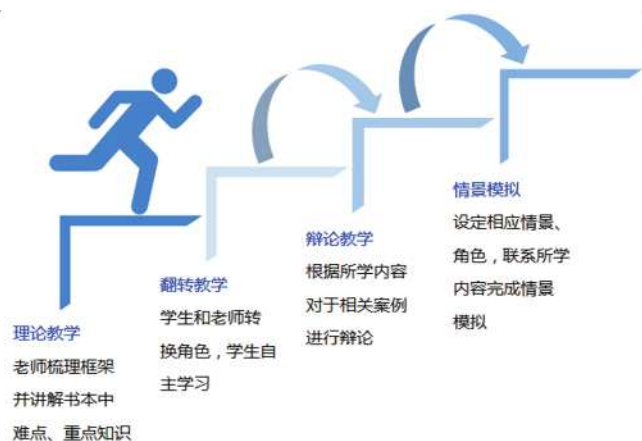 理论教学
老师梳理框架
并讲解书本中
难点、重点知识
翻转教学
学生和老师转
换角色，学生自
主学习
辩论教学
根据所学内容
对于相关案例
进行辩论
情景模拟
设定相应情景、
角色，联系所学
内容完成情景
模拟